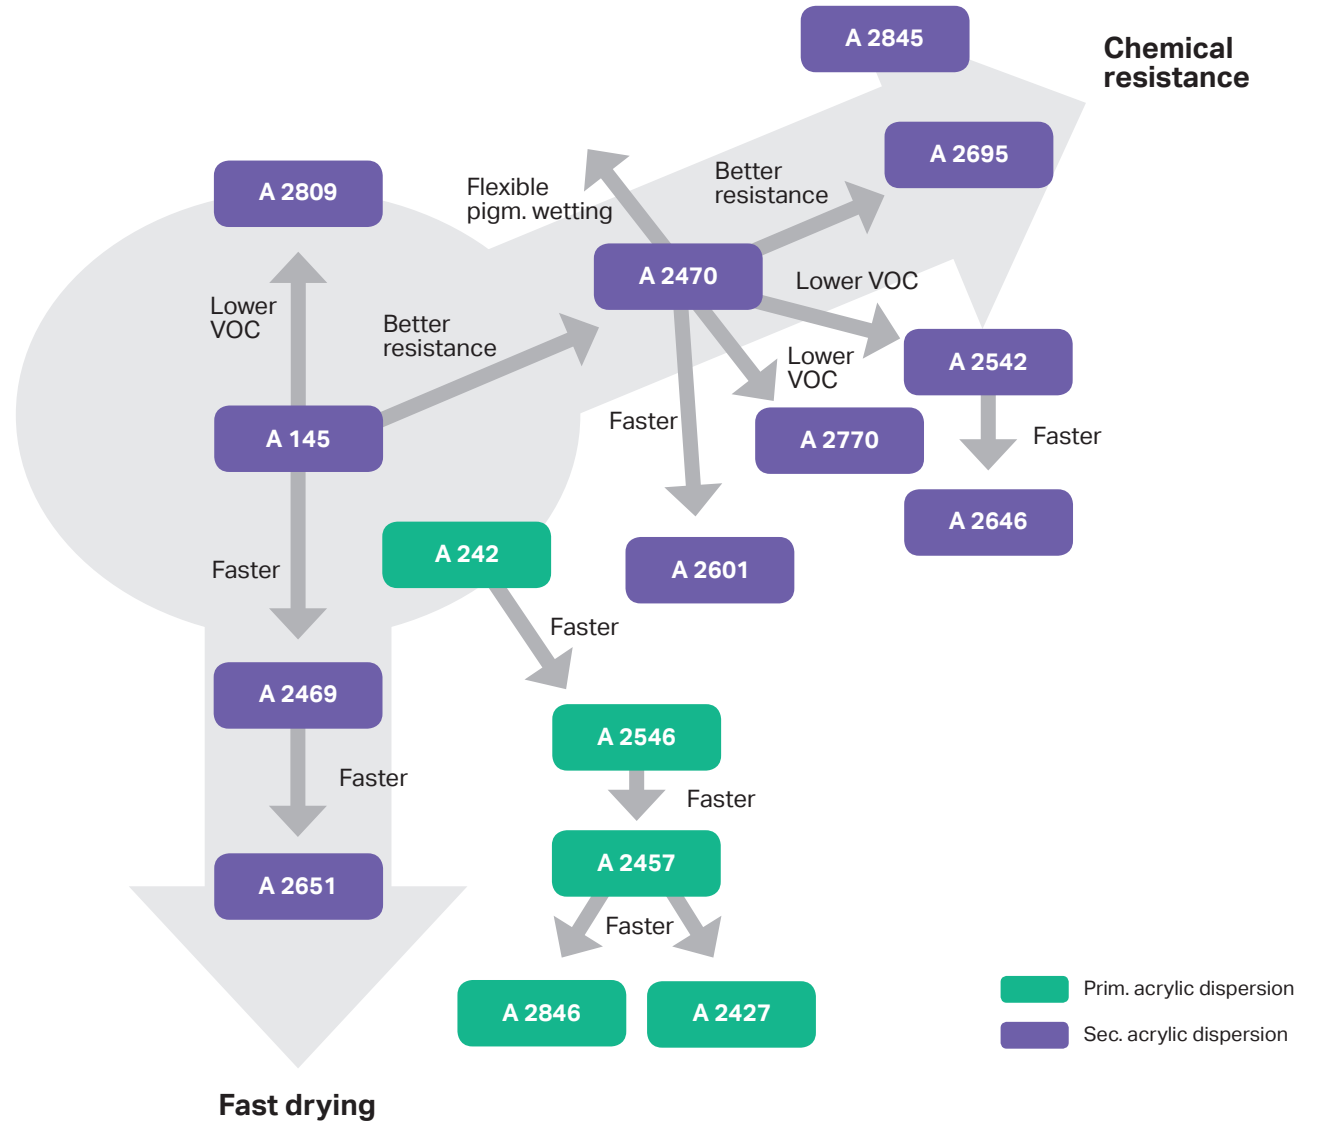 A 2845
Chemical
resistance
A 2695
A 2809
Flexible
pigm. wetting
Better
resistance
A 2470
Lower VOC
Lower
VOC
Better
resistance
A 2542
Lower
VOC
Faster
A 145
A 2770
Faster
A 2646
A 242
A 2601
Faster
Faster
A 2469
A 2546
Faster
Faster
A 2457
A 2651
Faster
A 2846
A 2427
Prim. acrylic dispersion
Sec. acrylic dispersion
Fast drying